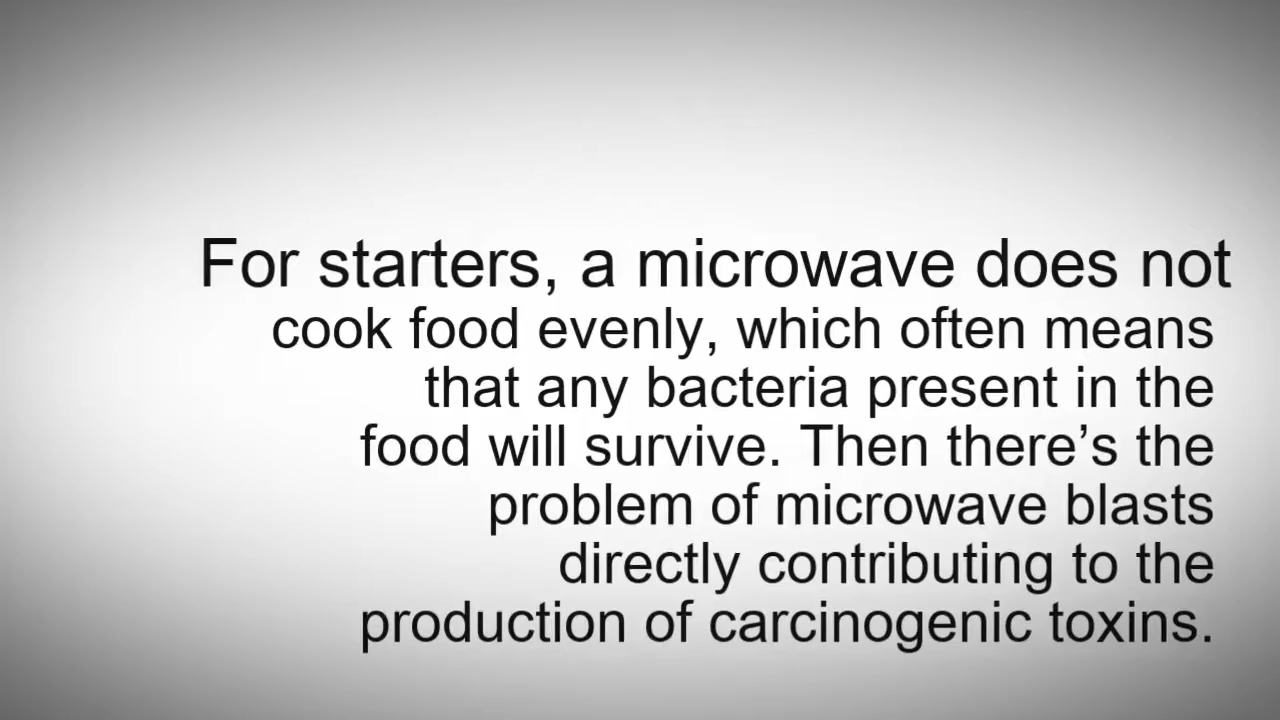 For starters, a microwave does not
cook food evenly, which often means
that any bacteria present in the
food will survive. Then there’s the
problem of microwave blasts
directly contributing to the
production of carcinogenic toxins.